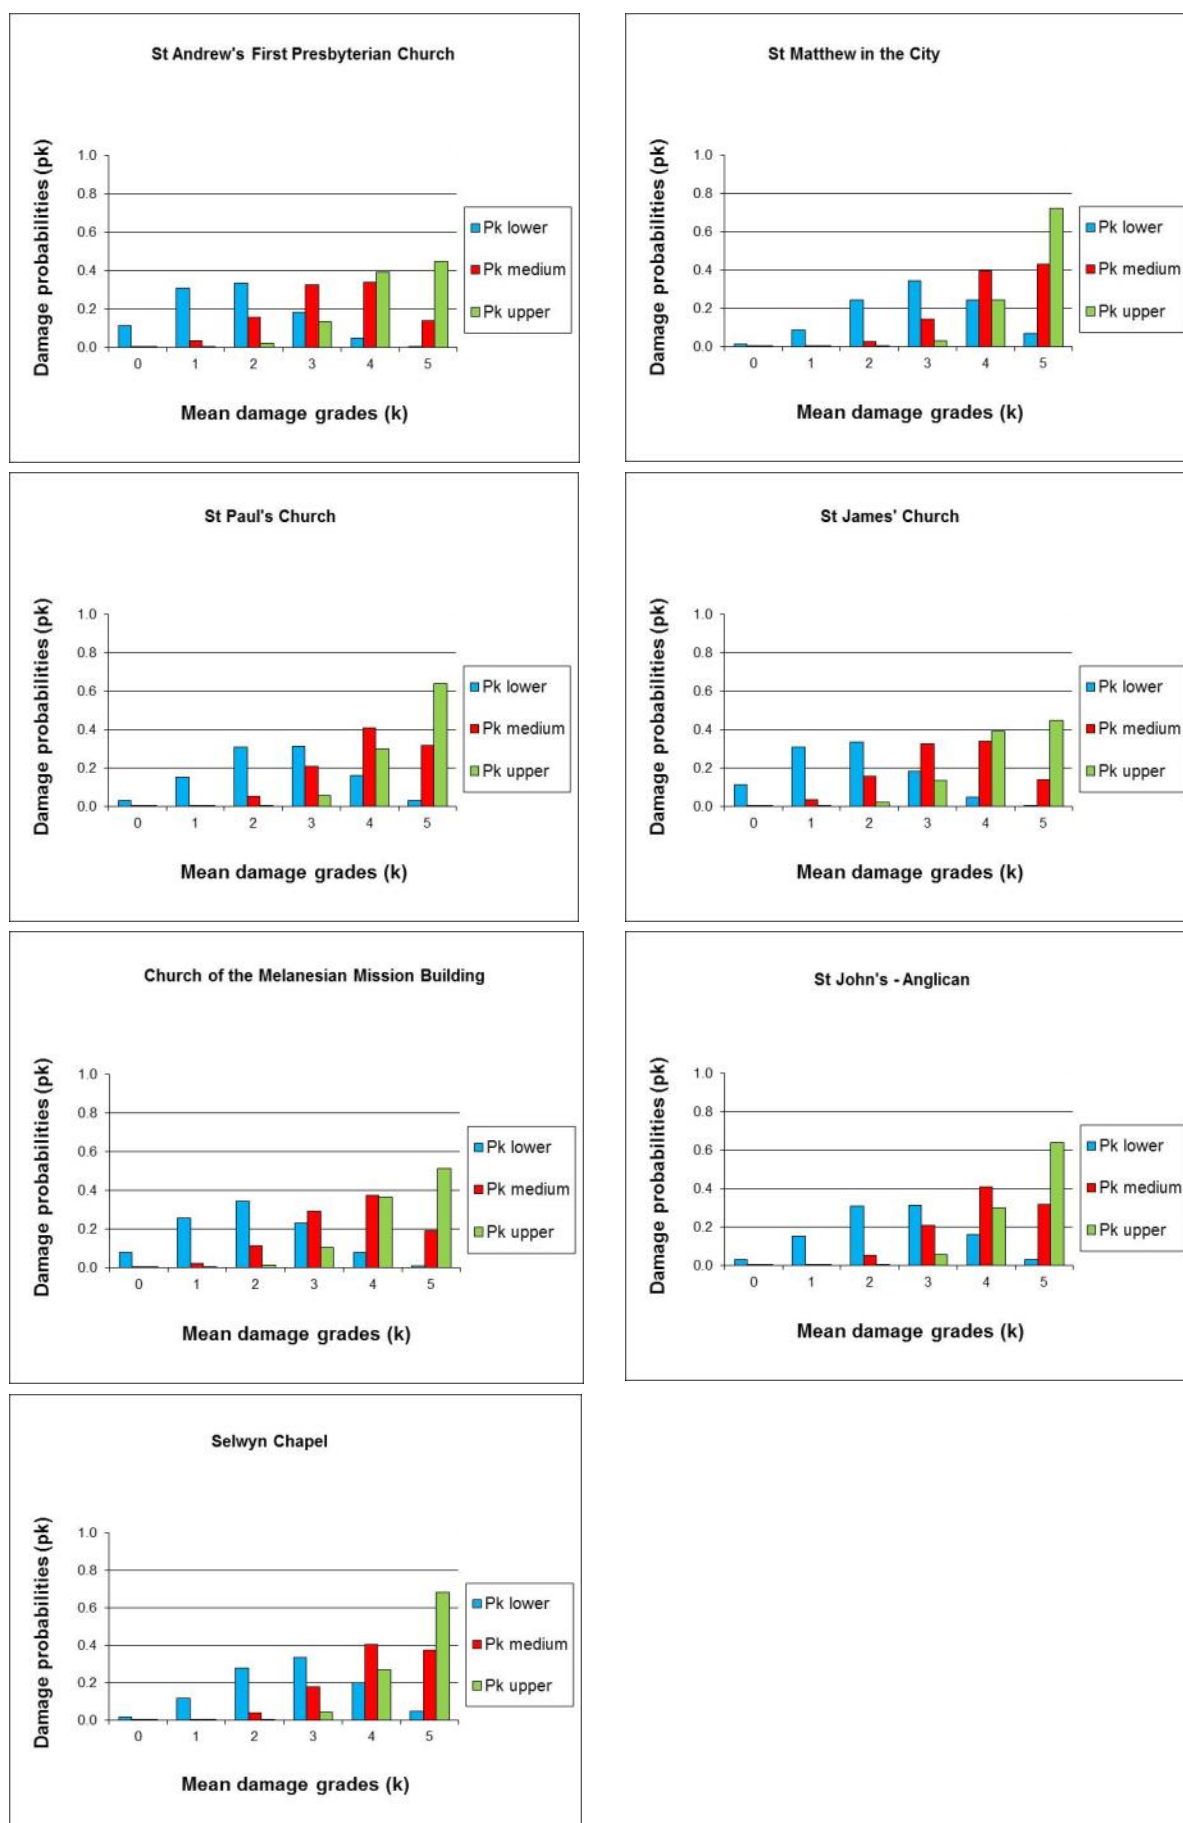 St Andrew's First Presbyterian Church
Damage probabilities (pk)
1.0
0.8
0.6
0.4
0.2
0.0
0 1 2 3 4 5
Mean damage grades (k)
Pk lower
Pk medium
Pk upper
St Matthew in the City
Damage probabilities (pk)
1.0
0.8
0.6
0.4
0.2
0.0
0 1 2 3 4 5
Mean damage grades (k)
Pk lower
Pk medium
Pk upper
St Paul's Church
Damage probabilities (pk)
1.0
0.8
0.6
0.4
0.2
0.0
0 1 2 3 4 5
Mean damage grades (k)
Pk lower
Pk medium
Pk upper
St James' Church
Damage probabilities (pk)
1.0
0.8
0.6
0.4
0.2
0.0
0 1 2 3 4 5
Mean damage grades (k)
Pk lower
Pk medium
Pk upper
Church of the Melanesian Mission Building
Damage probabilities (pk)
1.0
0.8
0.6
0.4
0.2
0.0
0 1 2 3 4 5
Mean damage grades (k)
Pk lower
Pk medium
Pk upper
St John's - Anglican
Damage probabilities (pk)
1.0
0.8
0.6
0.4
0.2
0.0
0 1 2 3 4 5
Mean damage grades (k)
Pk lower
Pk medium
Pk upper
Selwyn Chapel
Damage probabilities (pk)
1.0
0.8
0.6
0.4
0.2
0.0
0 1 2 3 4 5
Mean damage grades (k)
Pk lower
Pk medium
Pk upper